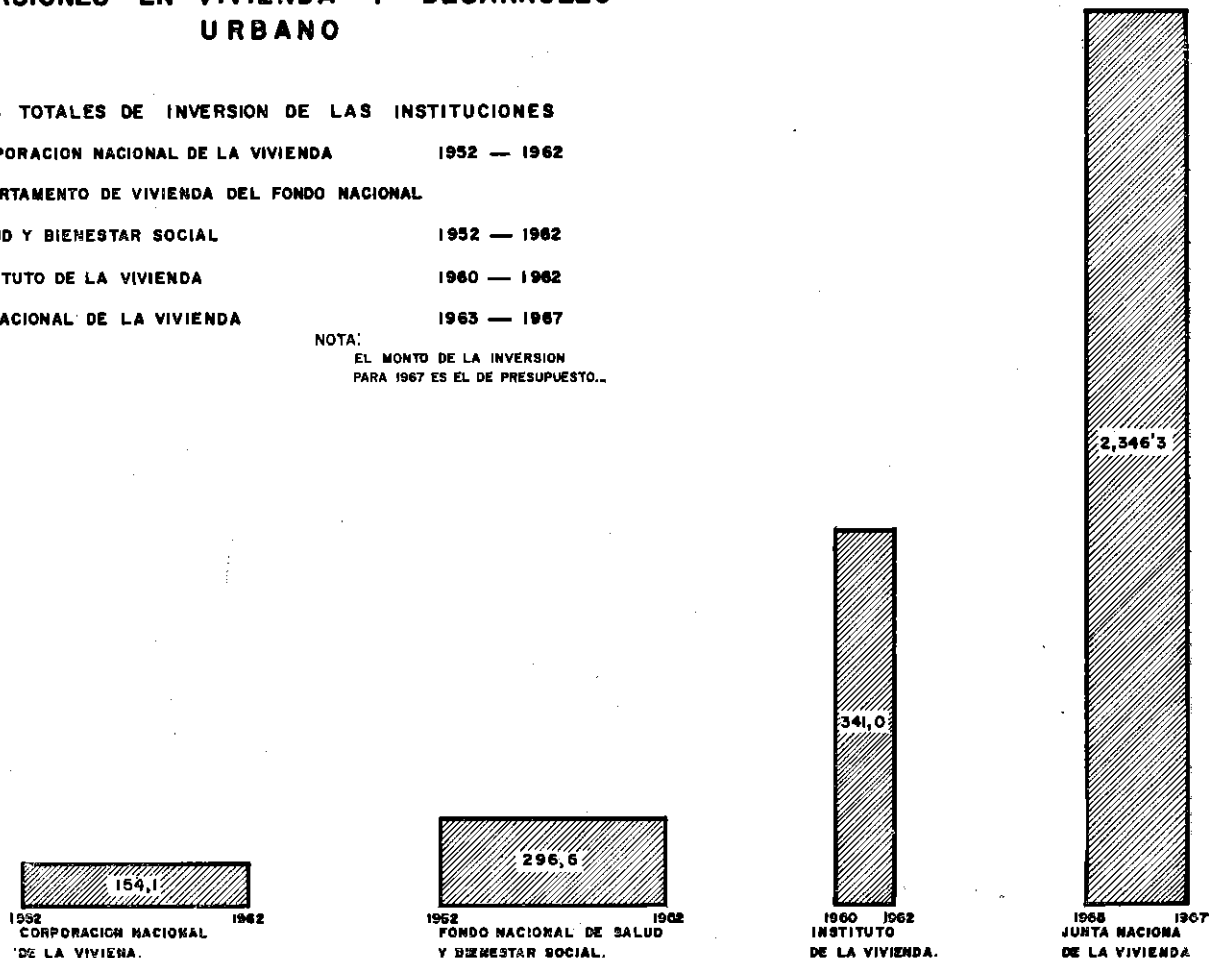 URBANO
TOTALES DE INVERSION DE LAS INSTITUCIONES
PORACION NACIONAL DE LA VIVIENDA 1952 — 1962
RTAMENTO DE VIVIENDA DEL FONDO NACIONAL
D Y BIENESTAR SOCIAL 1952 — 1962
TUTO DE LA VIVIENDA 1960 — 1962
ACIONAL DE LA VIVIENDA 1963 — 1967
NOTA:
EL MONTO DE LA INVERSION
PARA 1967 ES EL DE PRESUPUESTO..
2,346'3
341,0
296,6
154,1
1952 1962
CORPORACION NACIONAL
DE LA VIVIENA.
1952 1962
FONDO NACIONAL DE SALUD
Y BIENESTAR SOCIAL.
1960 1962
INSTITUTO
DE LA VIVIENDA.
1967
JUNTA NACIONA
DE LA VIVIENDA